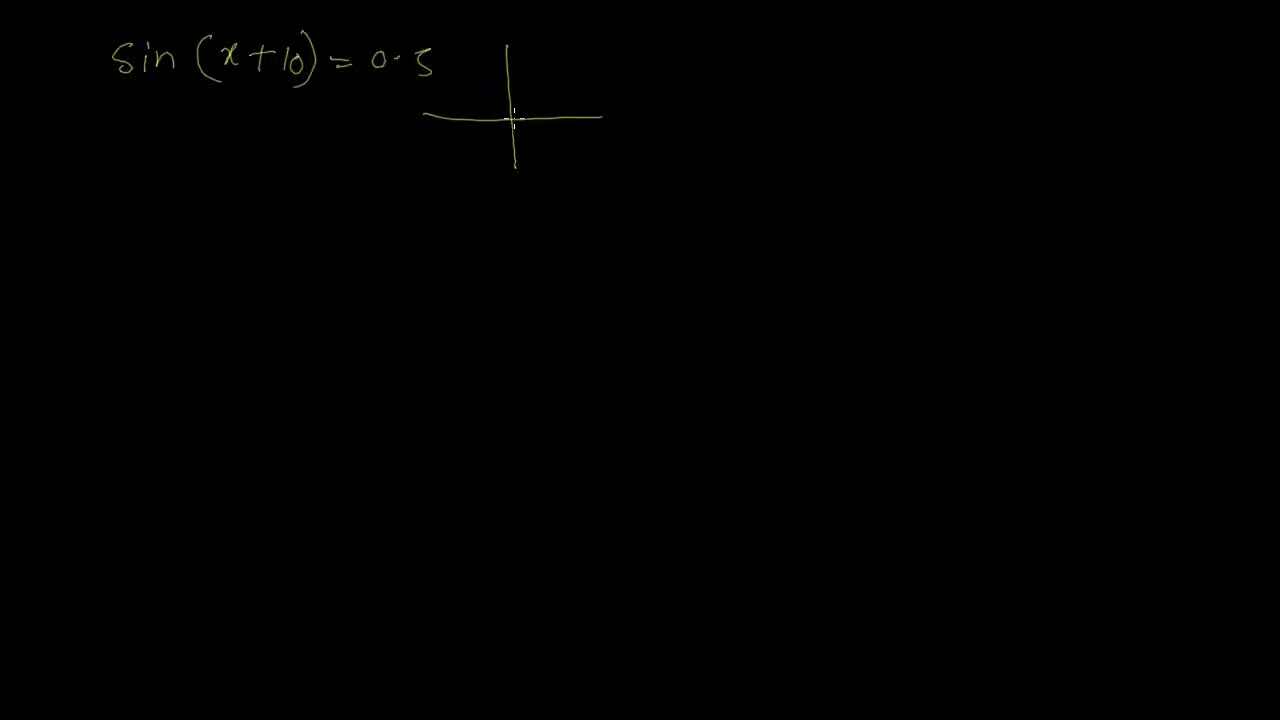 sin (x+10) = 0.5